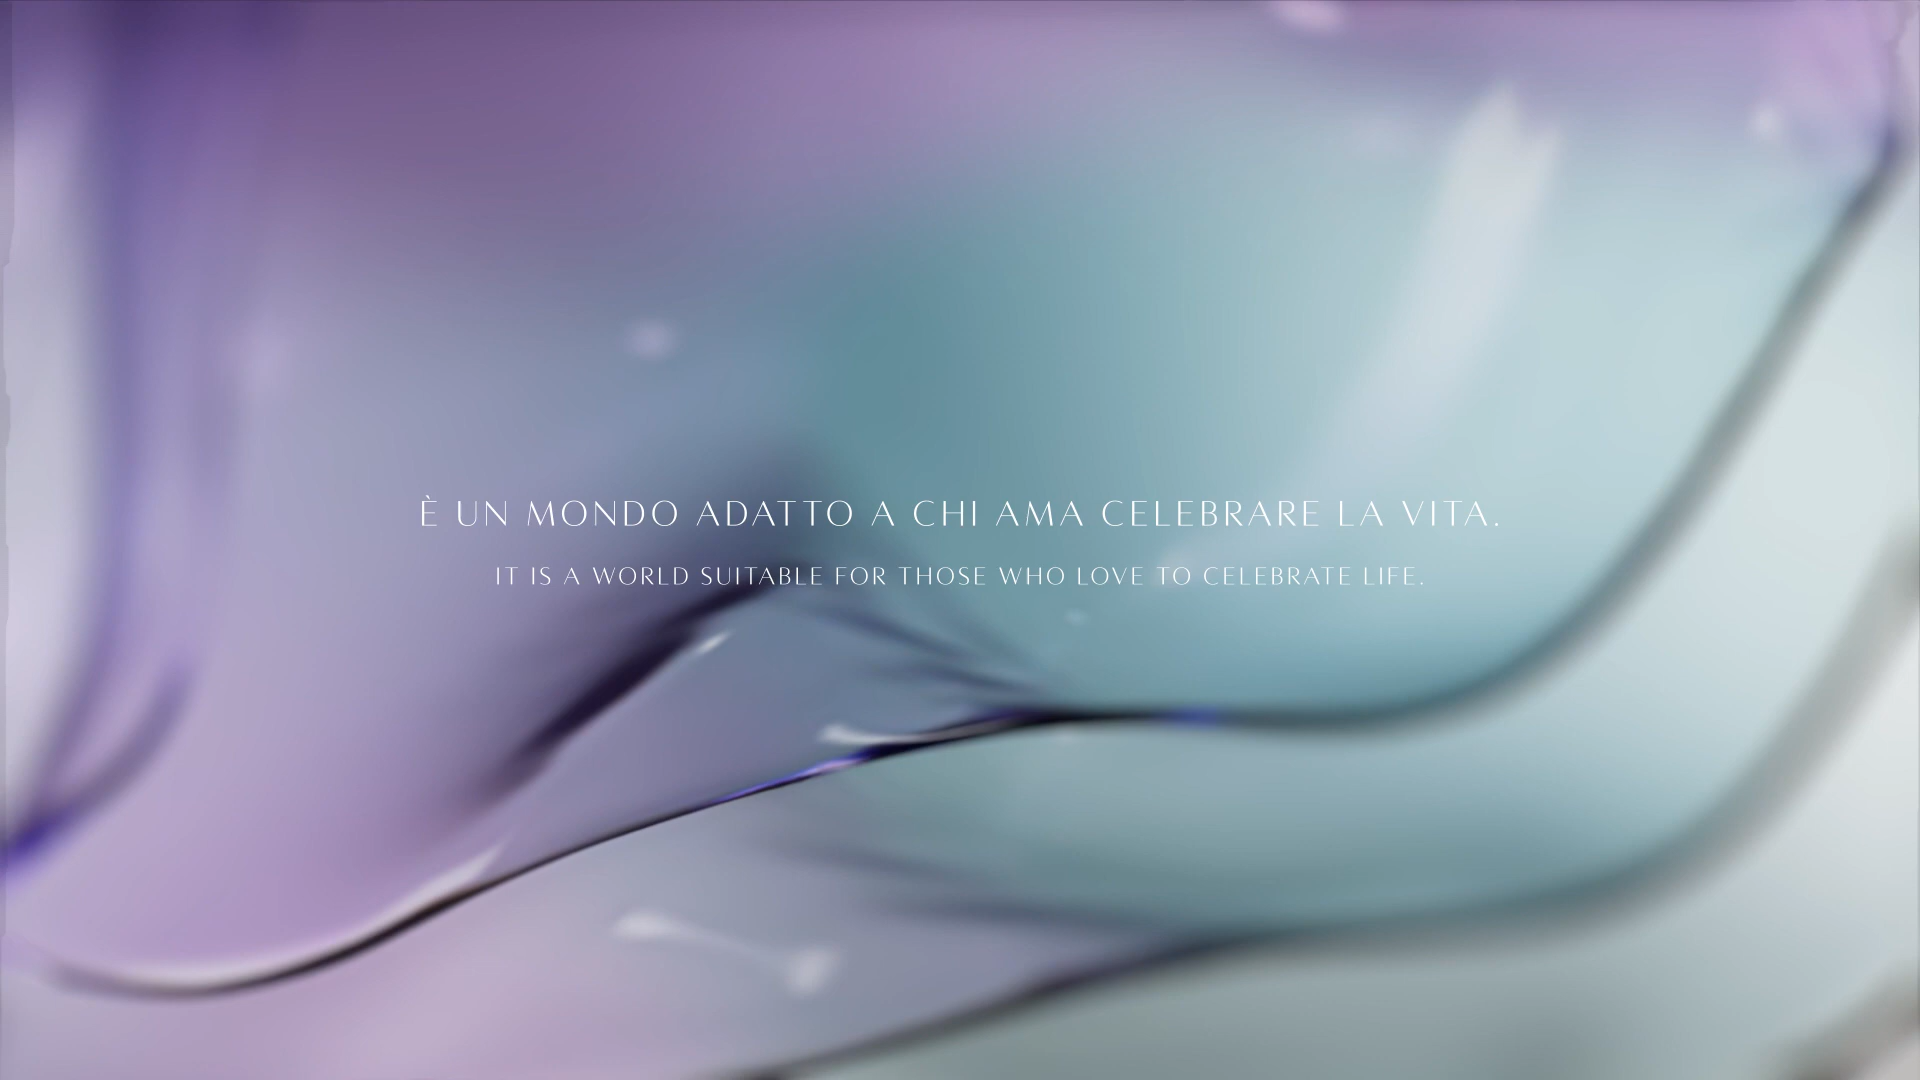 È UN MONDO ADATTO A CHI AMA CELEBRARE LA VITA.
IT IS A WORLD SUITABLE FOR THOSE WHO LOVE TO CELEBRATE LIFE.